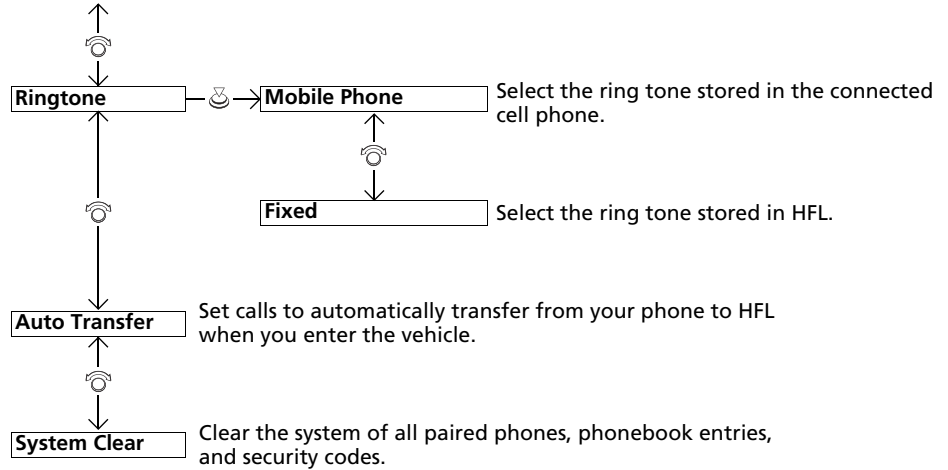 Ringtone
Mobile Phone
Select the ring tone stored in the connected
cell phone.
Fixed
Select the ring tone stored in HFL.
Auto Transfer
Set calls to automatically transfer from your phone to HFL
when you enter the vehicle.
System Clear
Clear the system of all paired phones, phonebook entries,
and security codes.